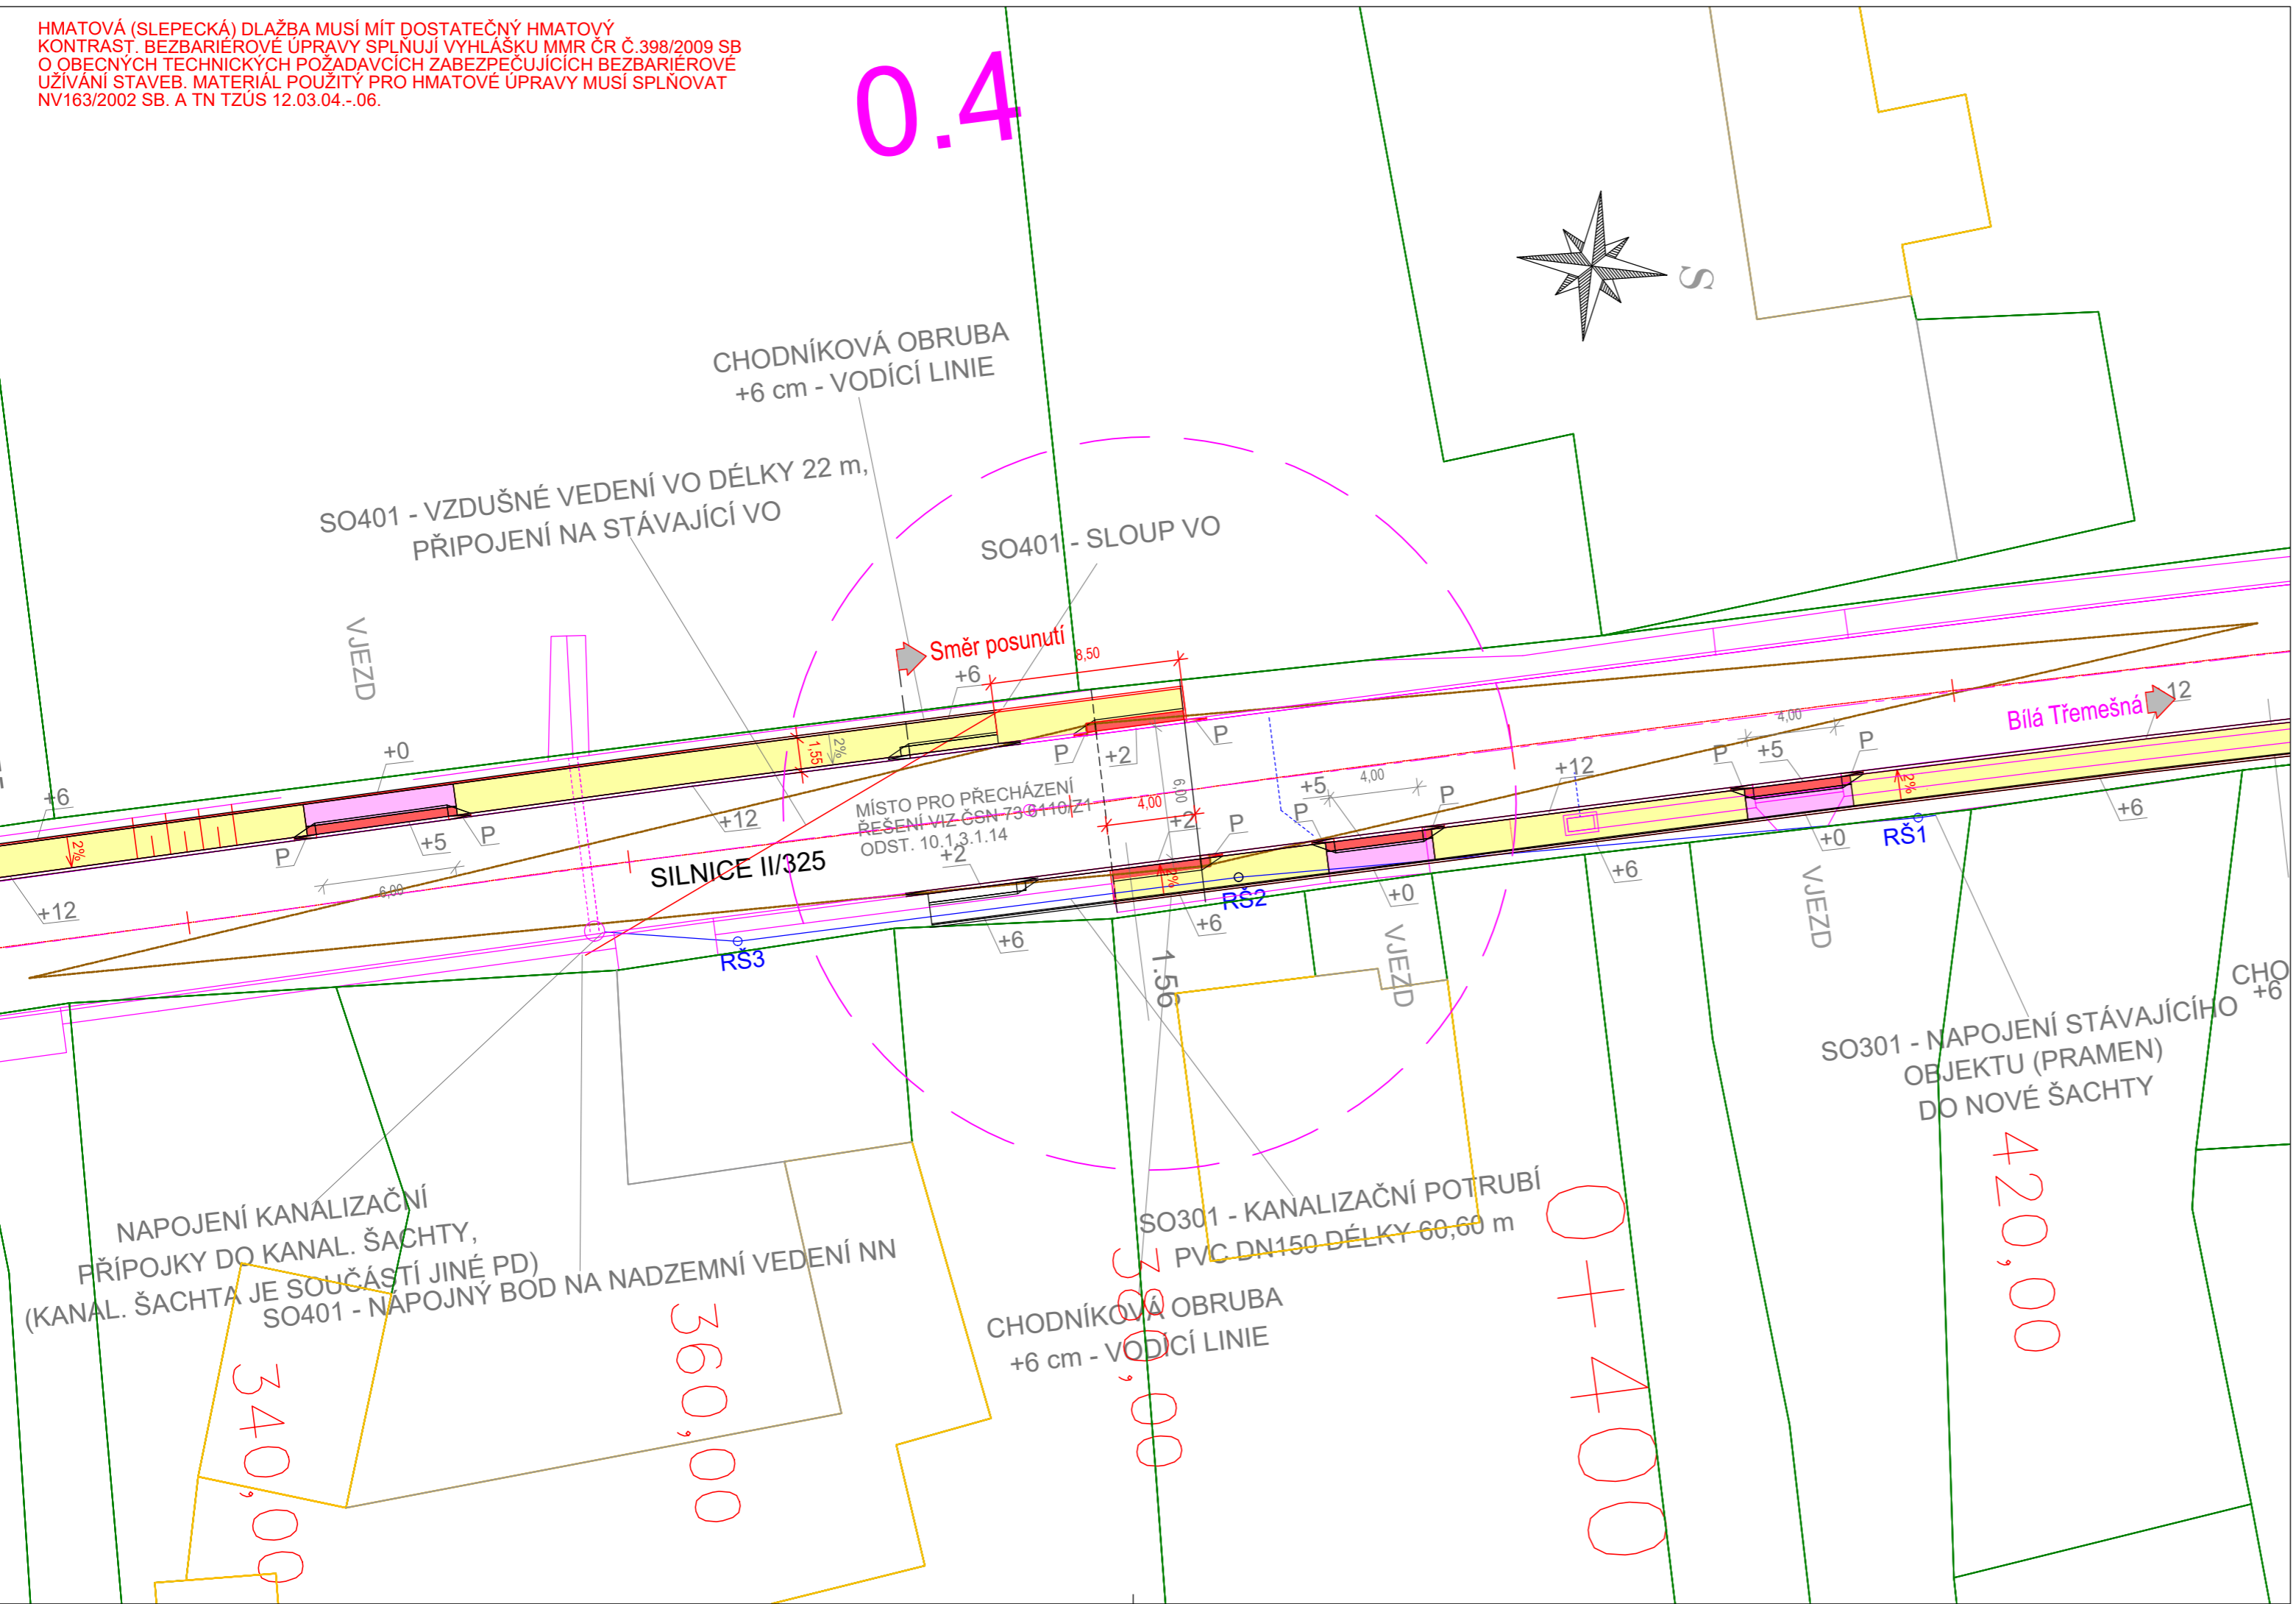 HMATOVÁ (SLEPECKÁ) DLAŽBA MUSÍ MÍT DOSTATEČNÝ HMATOVÝ
KONTRAST. BEZBARIÉROVÉ ÚPRAVY SPLŇUJÍ VYHLÁŠKU MMR ČR Č.398/2009 SB
O OBECNÝCH TECHNICKÝCH POŽADAVCÍCH ZABEZPEČUJÍCÍCH BEZBARIÉROVÉ
UŽÍVÁNÍ STAVEB. MATERIÁL POUŽITÝ PRO HMATOVÉ ÚPRAVY MUSÍ SPLŇOVAT
NV163/2002 SB. A TN TZÚS 12.03.04.-.06.
0.4
S
CHODNÍKOVÁ OBRUBA
+6 cm - VODÍCÍ LINIE
SO401 - VZDUŠNÉ VEDENÍ VO DÉLKY 22 m,
PŘIPOJENÍ NA STÁVAJÍCÍ VO
SO401 - SLOUP VO
VJEZD
Směr posunutí
8,50
+6
+0
+6
1,55
2%
P
+2
P
6,00
Bílá Třemešná
12
4,00
P
+5
P
2%
+12
+5
4,00
P
P
+6
MÍSTO PRO PŘECHÁZENÍ
ŘEŠENÍ VIZ ČSN 73 6110/Z1
ODST. 10.1.3.1.14
4,00
+2
P
+12
2%
P
+5
P
6,00
+12
SILNICE II/325
+2
2%
RŠ2
+6
+0
+6
+0
RŠ1
RŠ3
+6
1.56
VJEZD
VJEZD
CHO
+6
SO301 - NAPOJENÍ STÁVAJÍCÍHO
OBJEKTU (PRAMEN)
DO NOVÉ ŠACHTY
NAPOJENÍ KANALIZAČNÍ
PŘÍPOJKY DO KANAL. ŠACHTY,
(KANAL. ŠACHTA JE SOUČÁSTÍ JINÉ PD)
SO401 - NÁPOJNÝ BOD NA NADZEMNÍ VEDENÍ NN
SO301 - KANALIZAČNÍ POTRUBÍ
PVC DN150 DÉLKY 60,60 m
CHODNÍKOVÁ OBRUBA
+6 cm - VODÍCÍ LINIE
340,00
360,00
380,00
0+400
420,00